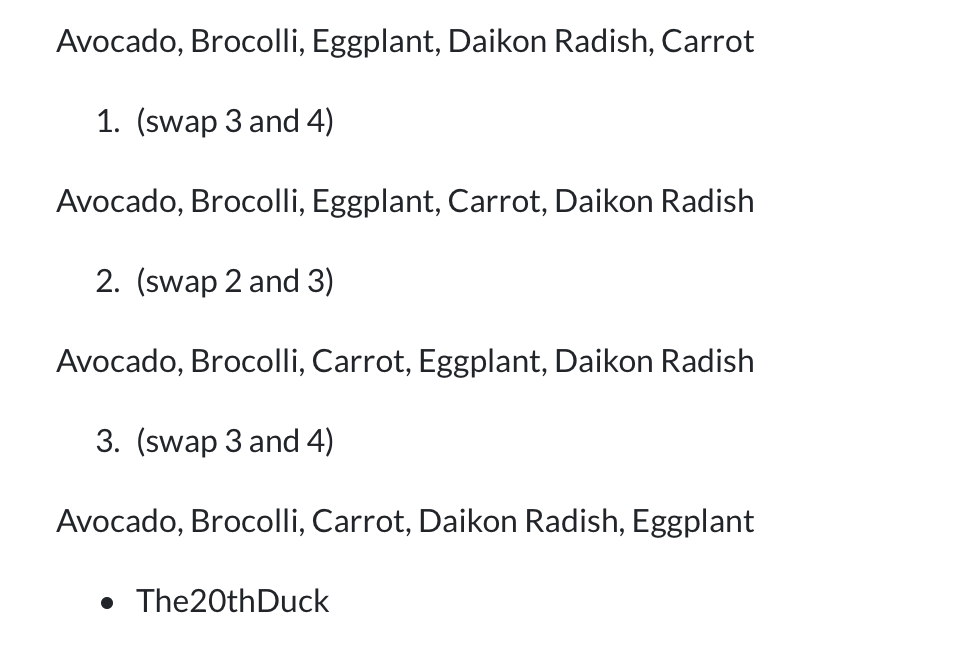 Avocado, Brocolli, Eggplant, Daikon Radish, Carrot
1. (swap 3 and 4)
Avocado, Brocolli, Eggplant, Carrot, Daikon Radish
2. (swap 2 and 3)
Avocado, Brocolli, Carrot, Eggplant, Daikon Radish
3. (swap 3 and 4)
Avocado, Brocolli, Carrot, Daikon Radish, Eggplant
• The20thDuck